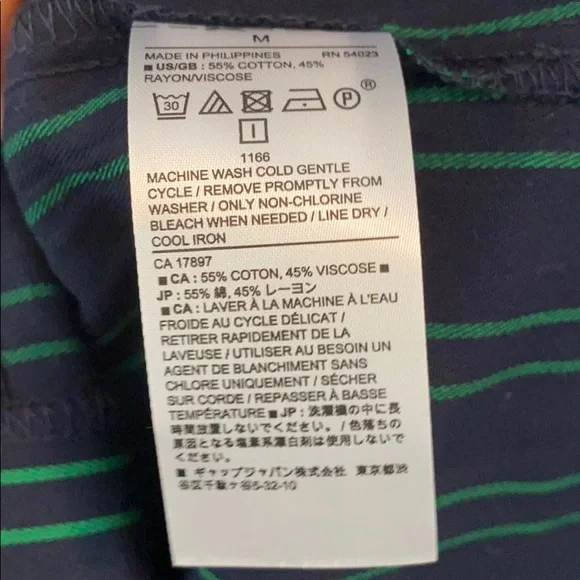 M
MADE IN PHILIPPINES RN 54023
■ US/GB : 55% COTTON, 45%
RAYON/VISCOSE
30 P ®
I
1166
MACHINE WASH COLD GENTLE
CYCLE / REMOVE PROMPTLY FROM
WASHER / ONLY NON-CHLORINE
BLEACH WHEN NEEDED / LINE DRY /
COOL IRON
CA 17897
■ CA : 55% COTON, 45% VISCOSE ■
JP : 55% 綿, 45% レーヨン
■ CA : LAVER À LA MACHINE À L'EAU
FROIDE AU CYCLE DÉLICAT /
RETIRER RAPIDEMENT DE LA
LAVEUSE / UTILISER AU BESOIN UN
AGENT DE BLANCHIMENT SANS
CHLORE UNIQUEMENT / SÉCHER
SUR CORDE / REPASSER À BASSE
TEMPÉRATURE ■ JP : 洗濯機の中に長
時間放置しないでください。/ 色落ちの
原因となる塩素系漂白剤は使用しないで
ください。
■ ギャップジャパン株式会社 東京都渋
谷区千駄ヶ谷5-32-10